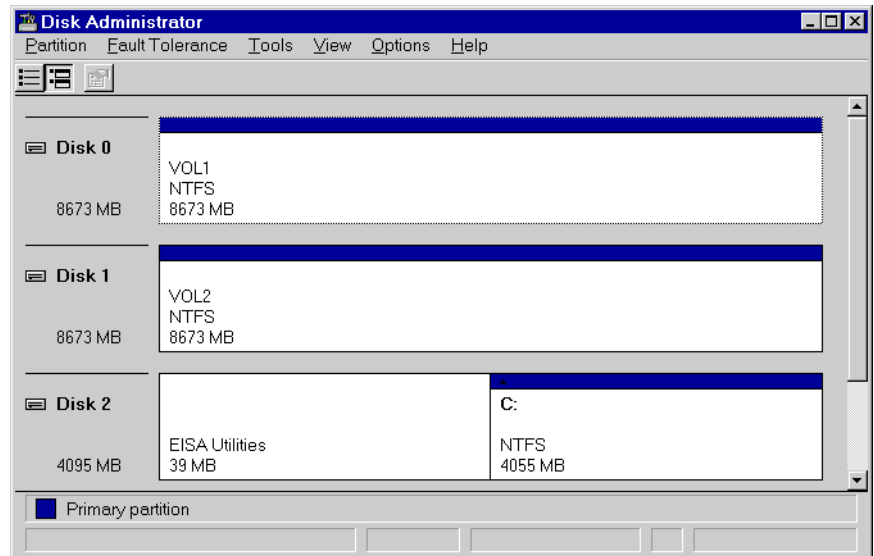 Disk Administrator
Partition Fault Tolerance Tools View Options Help
Disk 0
8673 MB
VOL1
NTFS
8673 MB
Disk 1
8673 MB
VOL2
NTFS
8673 MB
Disk 2
4095 MB
EISA Utilities
39 MB
C:
NTFS
4055 MB
Primary partition